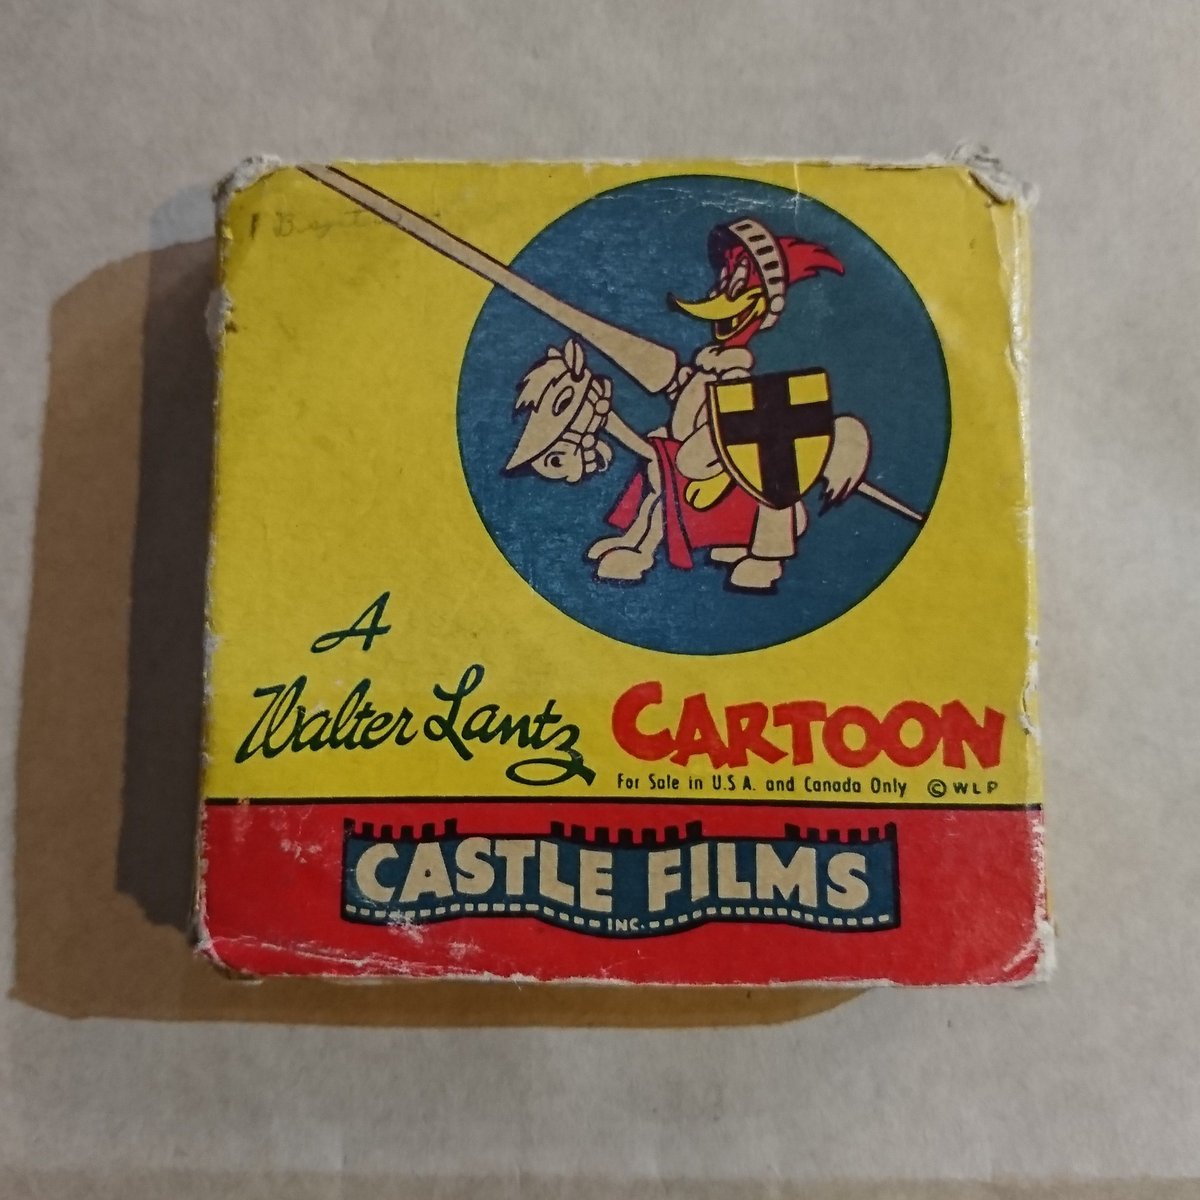 A
Walter Lantz CARTOON
For Sale in U.S.A. and Canada Only © WLP
CASTLE FILMS
INC.